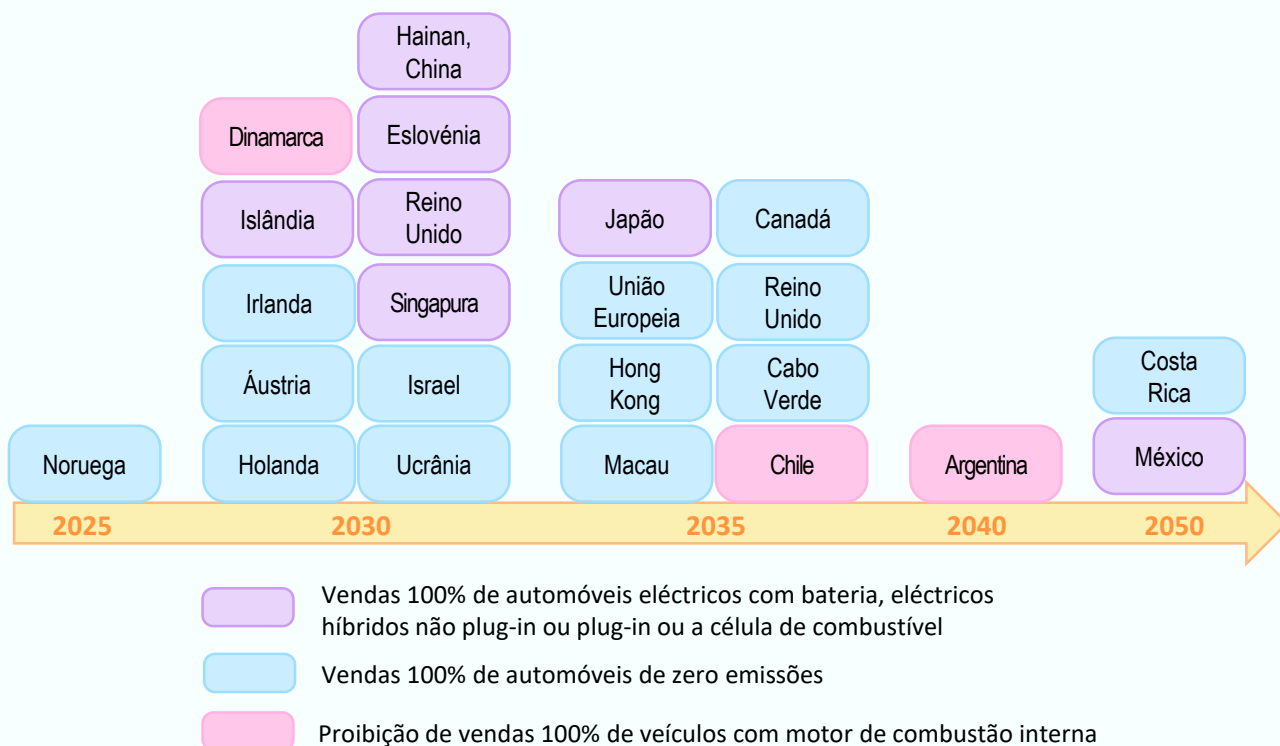 Hainan,
China
Dinamarca
Eslovénia
Islândia
Reino
Unido
Japão
Canadá
Irlanda
Singapura
União
Europeia
Reino
Unido
Áustria
Israel
Hong
Kong
Cabo
Verde
Costa
Rica
Noruega
Holanda
Ucrânia
Macau
Chile
Argentina
México
2025
2030
2035
2040
2050
Vendas 100% de automóveis eléctricos com bateria, eléctricos
híbridos não plug-in ou plug-in ou a célula de combustível
Vendas 100% de automóveis de zero emissões
Proibição de vendas 100% de veículos com motor de combustão interna